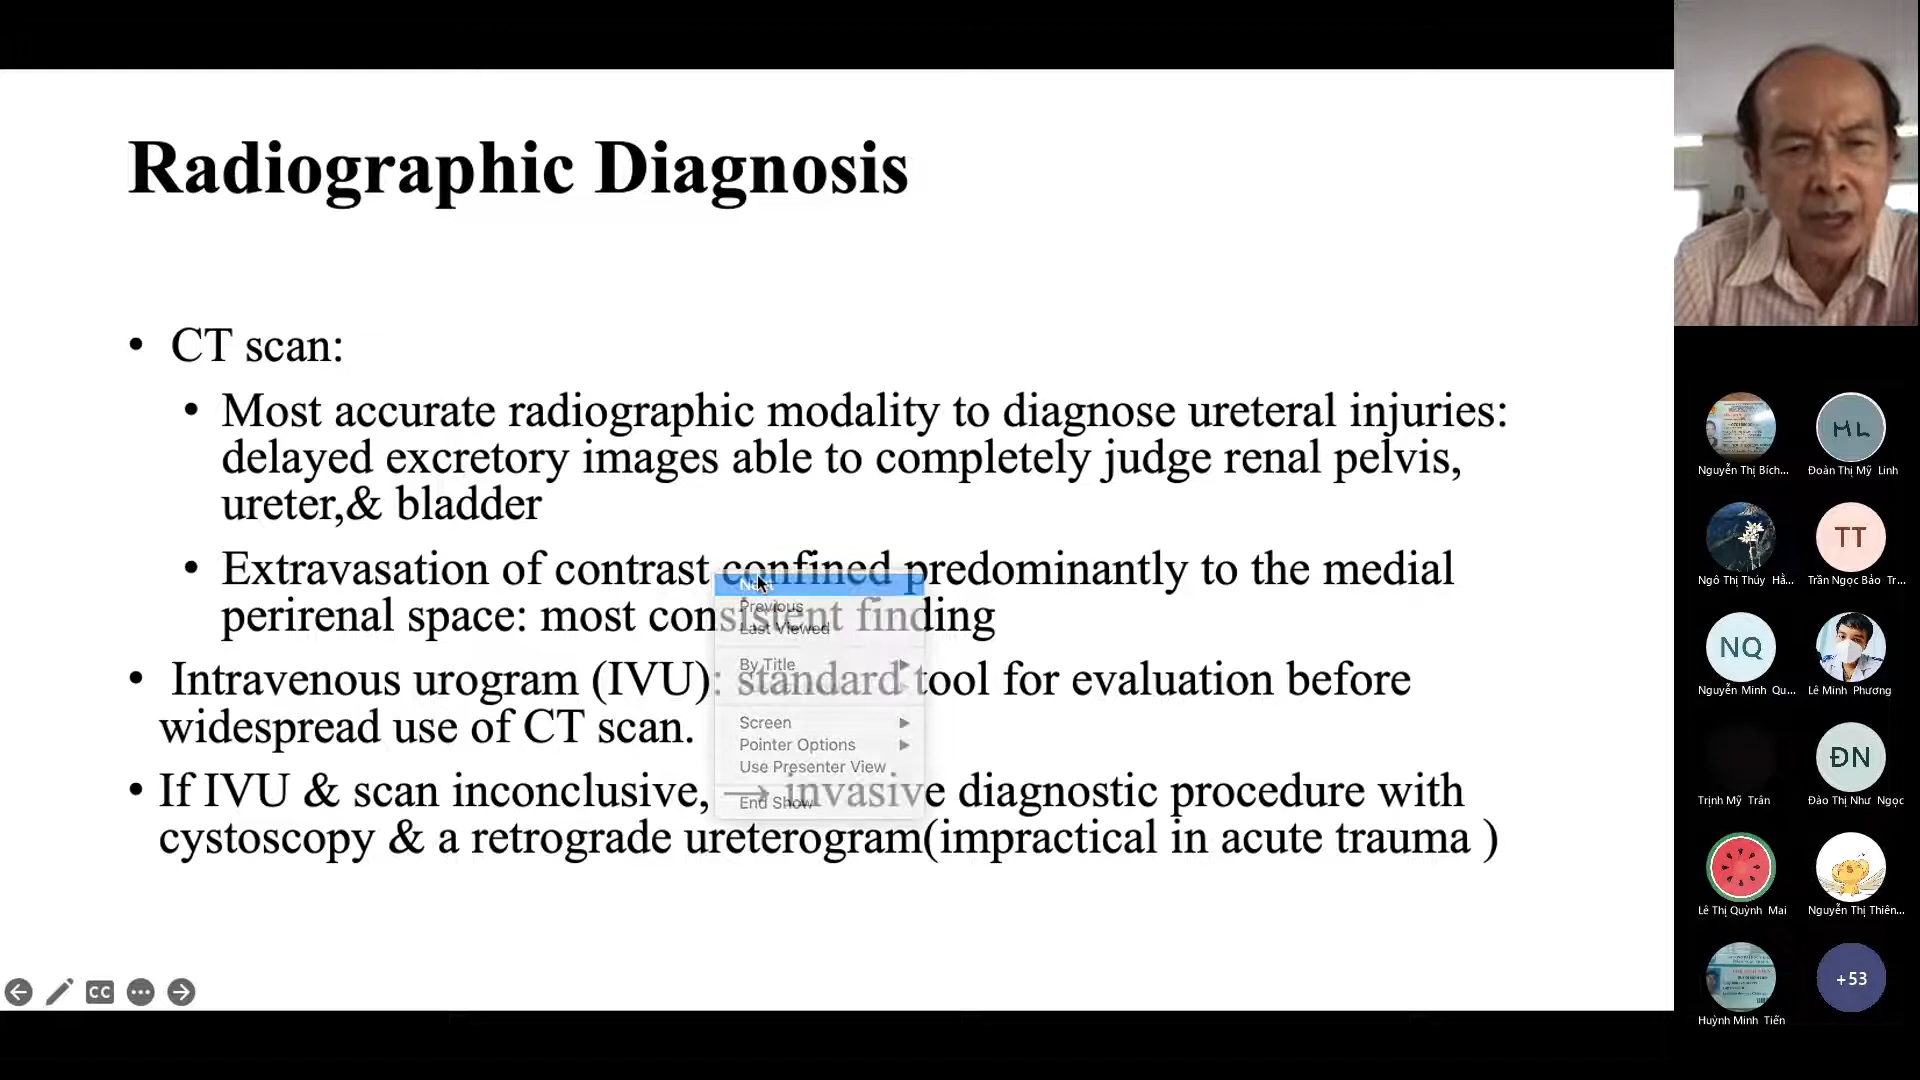 Radiographic Diagnosis
• CT scan:
• Most accurate radiographic modality to diagnose ureteral injuries:
delayed excretory images able to completely judge renal pelvis,
ureter,& bladder
• Extravasation of contrast confined predominantly to the medial
perirenal space: most consistent finding
• Intravenous urogram (IVU): standard tool for evaluation before
widespread use of CT scan.
• If IVU & scan inconclusive, → invasive diagnostic procedure with
cystoscopy & a retrograde ureterogram(impractical in acute trauma )
Next
Previous
Last Viewed
By Title
Screen
Pointer Options
Use Presenter View
End Show
CC
ML
Nguyễn Thị Bích...
Đoàn Thị Mỹ Linh
TT
Ngô Thị Thúy Hằ...
Trần Ngọc Bảo Tr...
NQ
Nguyễn Minh Qu...
Lê Minh Phương
ĐN
Trịnh Mỹ Trân
Đào Thị Như Ngọc
Lê Thị Quỳnh Mai
Nguyễn Thị Thiên...
+53
Huỳnh Minh Tiến